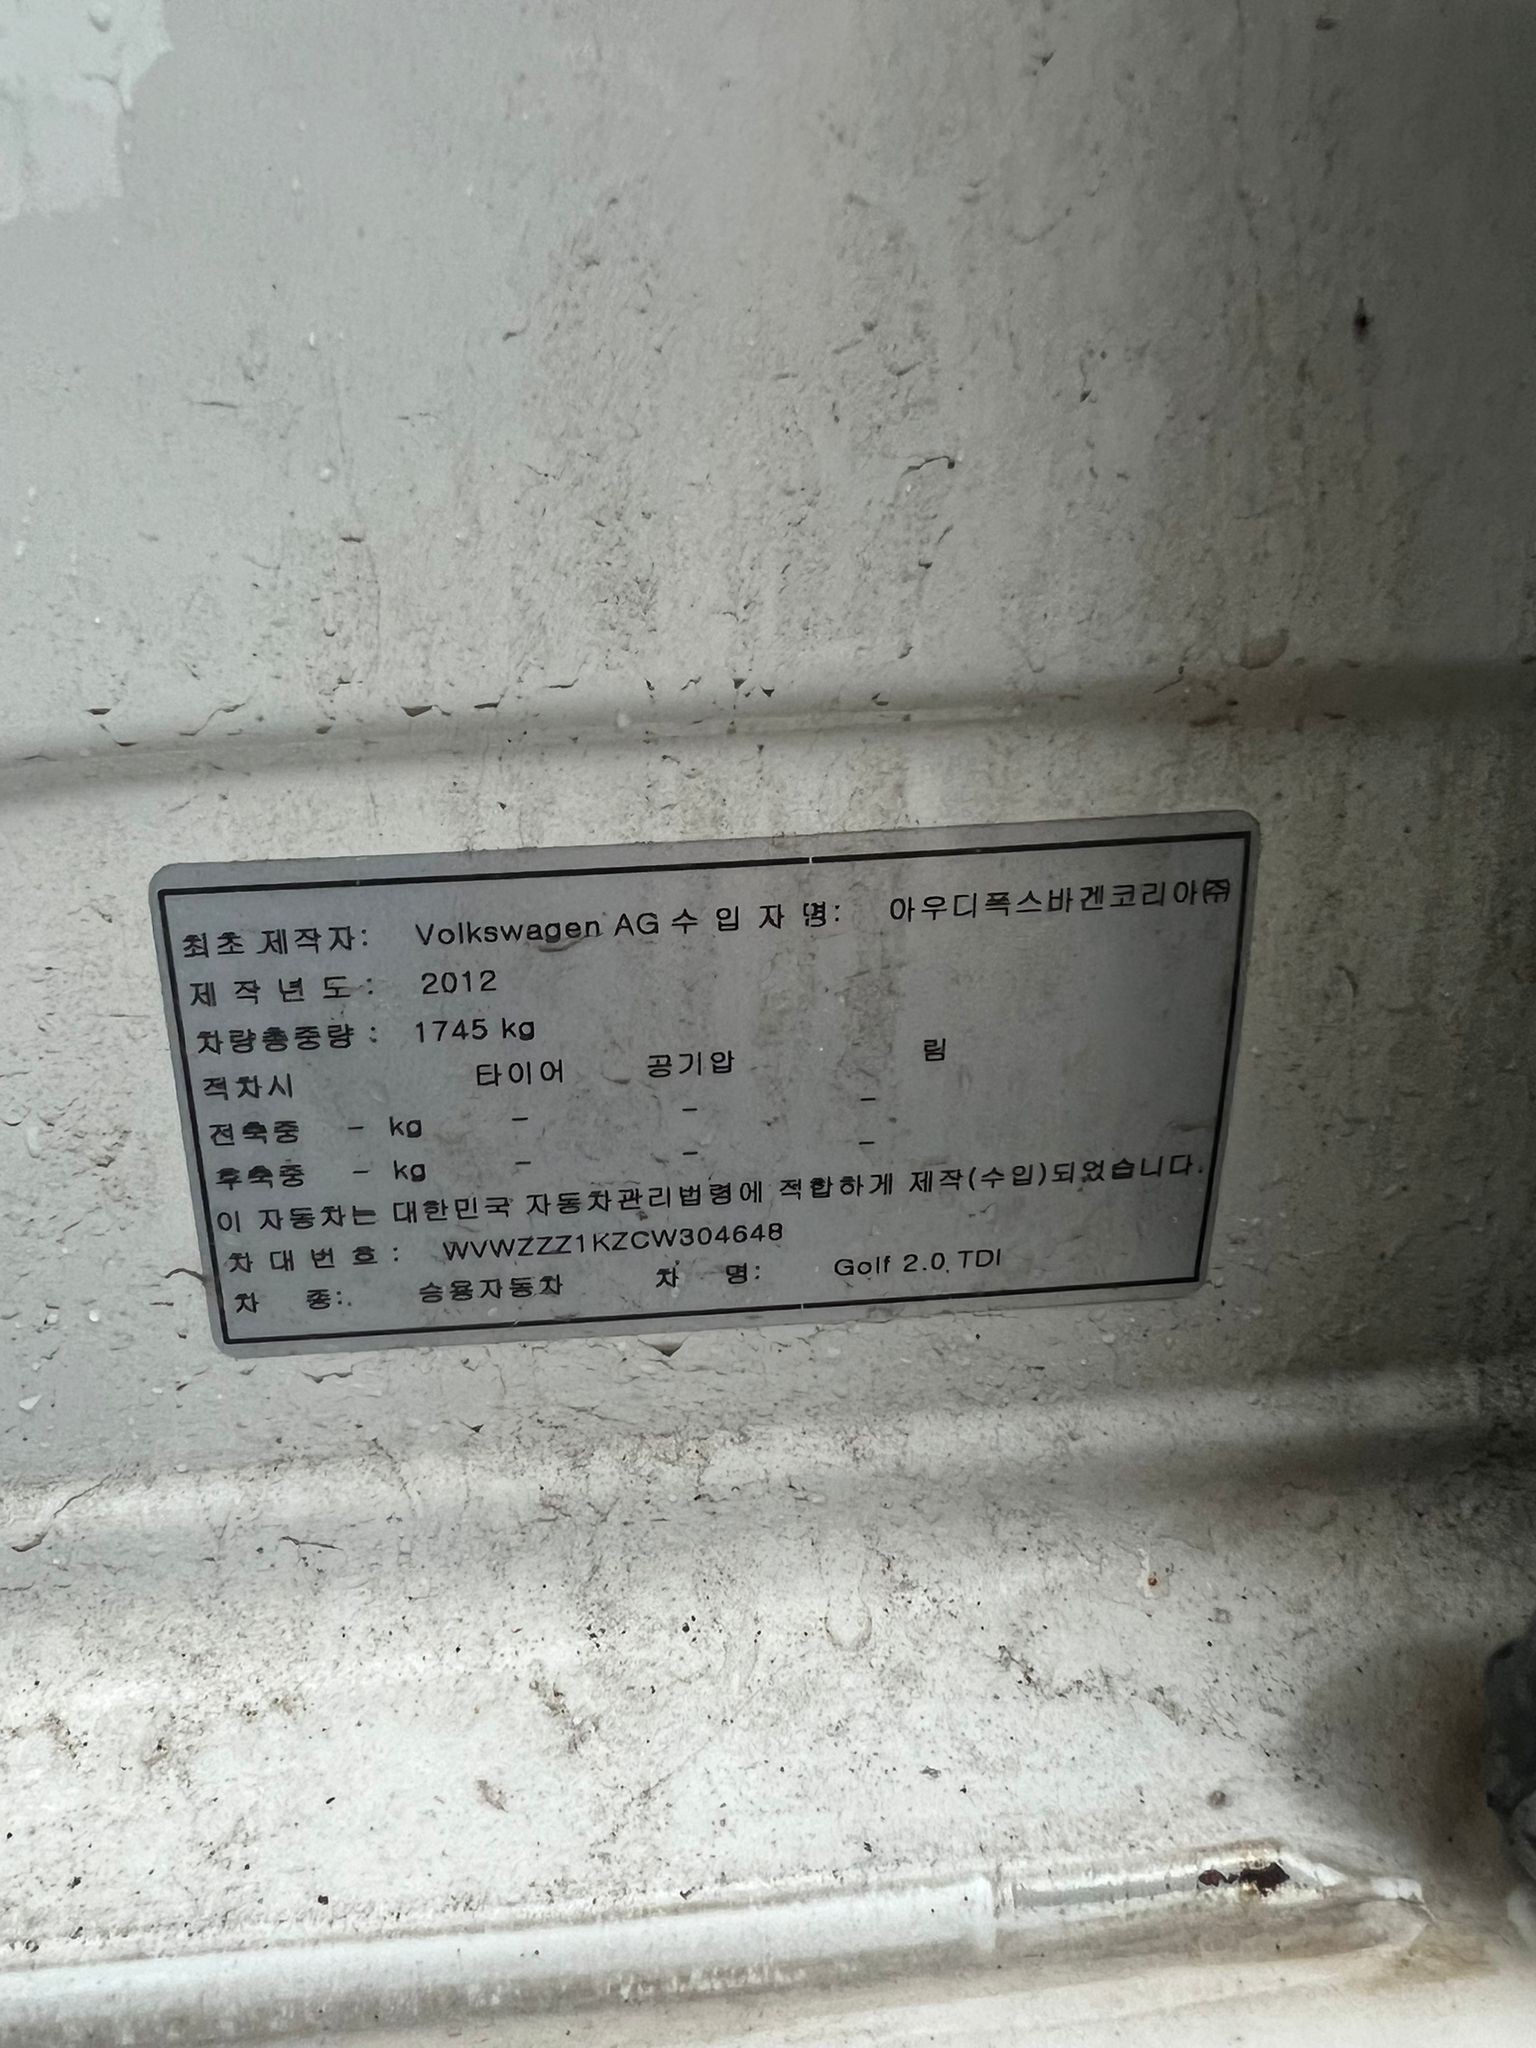 최초 제작자: Volkswagen AG 수 입 자 명: 아우디폭스바겐코리아㈜
제 작 년 도 : 2012
차량총중량 : 1745 kg
적차시 타이어 공기압 림
전축중 - kg - - -
후축중 - kg - - -
이 자동차는 대한민국 자동차관리법령에 적합하게 제작(수입)되었습니다.
차 대 번 호 : WVWZZZ1KZCW304648
차 종: 승용자동차 차 명: Golf 2.0 TDI